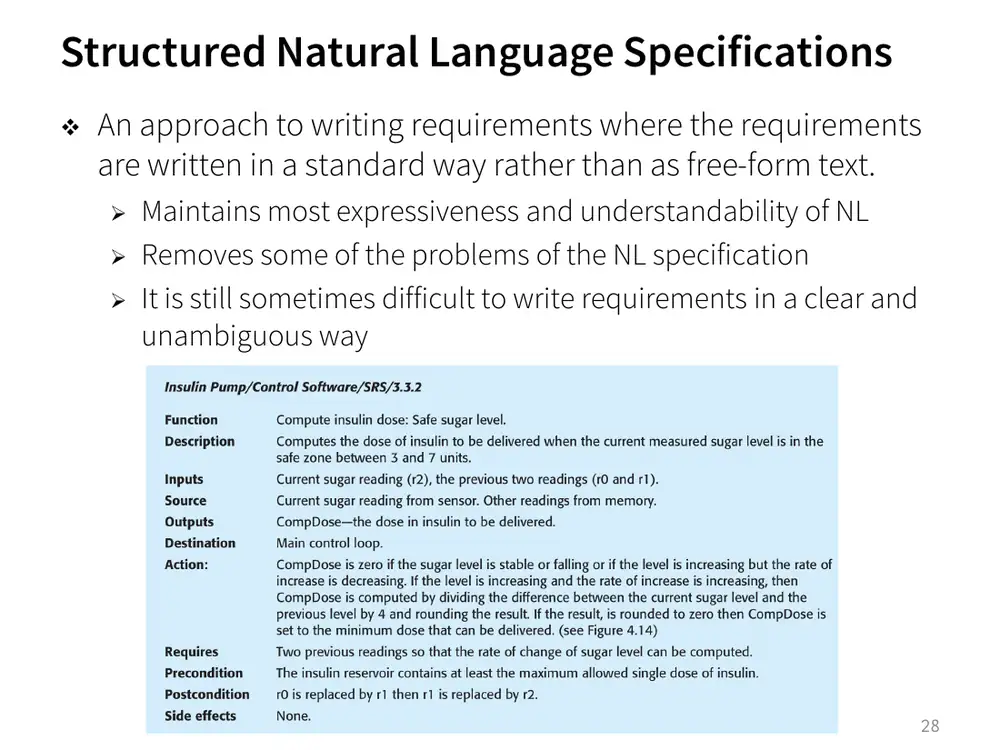 Structured Natural Language Specifications
❖ An approach to writing requirements where the requirements
are written in a standard way rather than as free-form text.
➢ Maintains most expressiveness and understandability of NL
➢ Removes some of the problems of the NL specification
➢ It is still sometimes difficult to write requirements in a clear and
unambiguous way
Insulin Pump/Control Software/SRS/3.3.2
Function Compute insulin dose: Safe sugar level.
Description Computes the dose of insulin to be delivered when the current measured sugar level is in the
safe zone between 3 and 7 units.
Inputs Current sugar reading (r2), the previous two readings (r0 and r1).
Source Current sugar reading from sensor. Other readings from memory.
Outputs CompDose—the dose in insulin to be delivered.
Destination Main control loop.
Action: CompDose is zero if the sugar level is stable or falling or if the level is increasing but the rate of
increase is decreasing. If the level is increasing and the rate of increase is increasing, then
CompDose is computed by dividing the difference between the current sugar level and the
previous level by 4 and rounding the result. If the result, is rounded to zero then CompDose is
set to the minimum dose that can be delivered. (see Figure 4.14)
Requires Two previous readings so that the rate of change of sugar level can be computed.
Precondition The insulin reservoir contains at least the maximum allowed single dose of insulin.
Postcondition r0 is replaced by r1 then r1 is replaced by r2.
Side effects None.
28